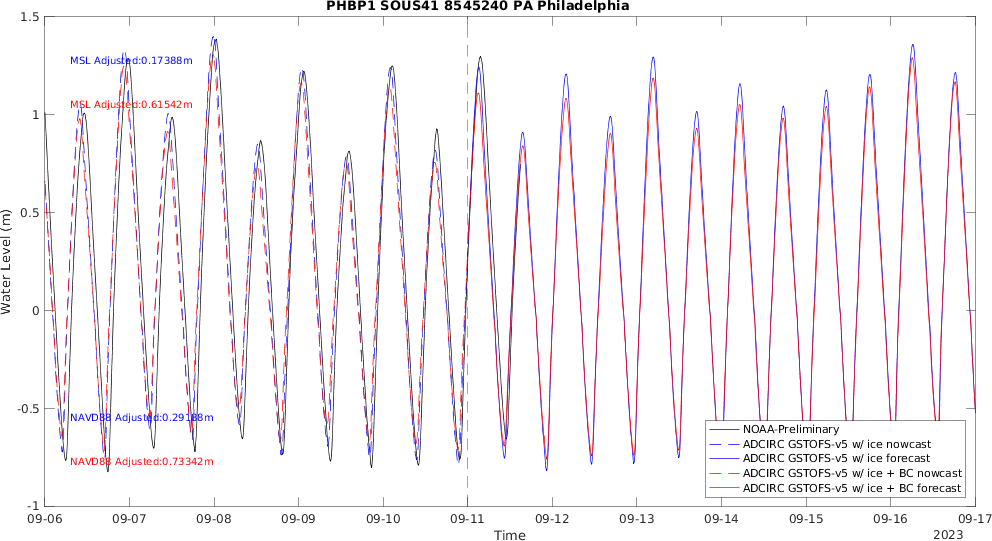 PHBP1 SOUS41 8545240 PA Philadelphia
1.5
1
0.5
0
-0.5
-1
Water Level (m)
MSL Adjusted:0.17388m
MSL Adjusted:0.61542m
NAVD88 Adjusted:0.29188m
NAVD88 Adjusted:0.73342m
NOAA-Preliminary
ADCIRC GSTOFS-v5 w/ ice nowcast
ADCIRC GSTOFS-v5 w/ ice forecast
ADCIRC GSTOFS-v5 w/ ice + BC nowcast
ADCIRC GSTOFS-v5 w/ ice + BC forecast
09-06 09-07 09-08 09-09 09-10 09-11 09-12 09-13 09-14 09-15 09-16 09-17
Time
2023